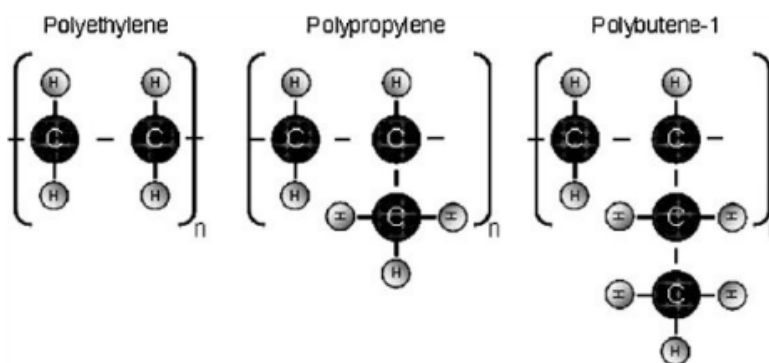 Polyethylene Polypropylene Polybutene-1
H H H H H H
C C C C C C
H H H H C H H C H
n H n H C H
H